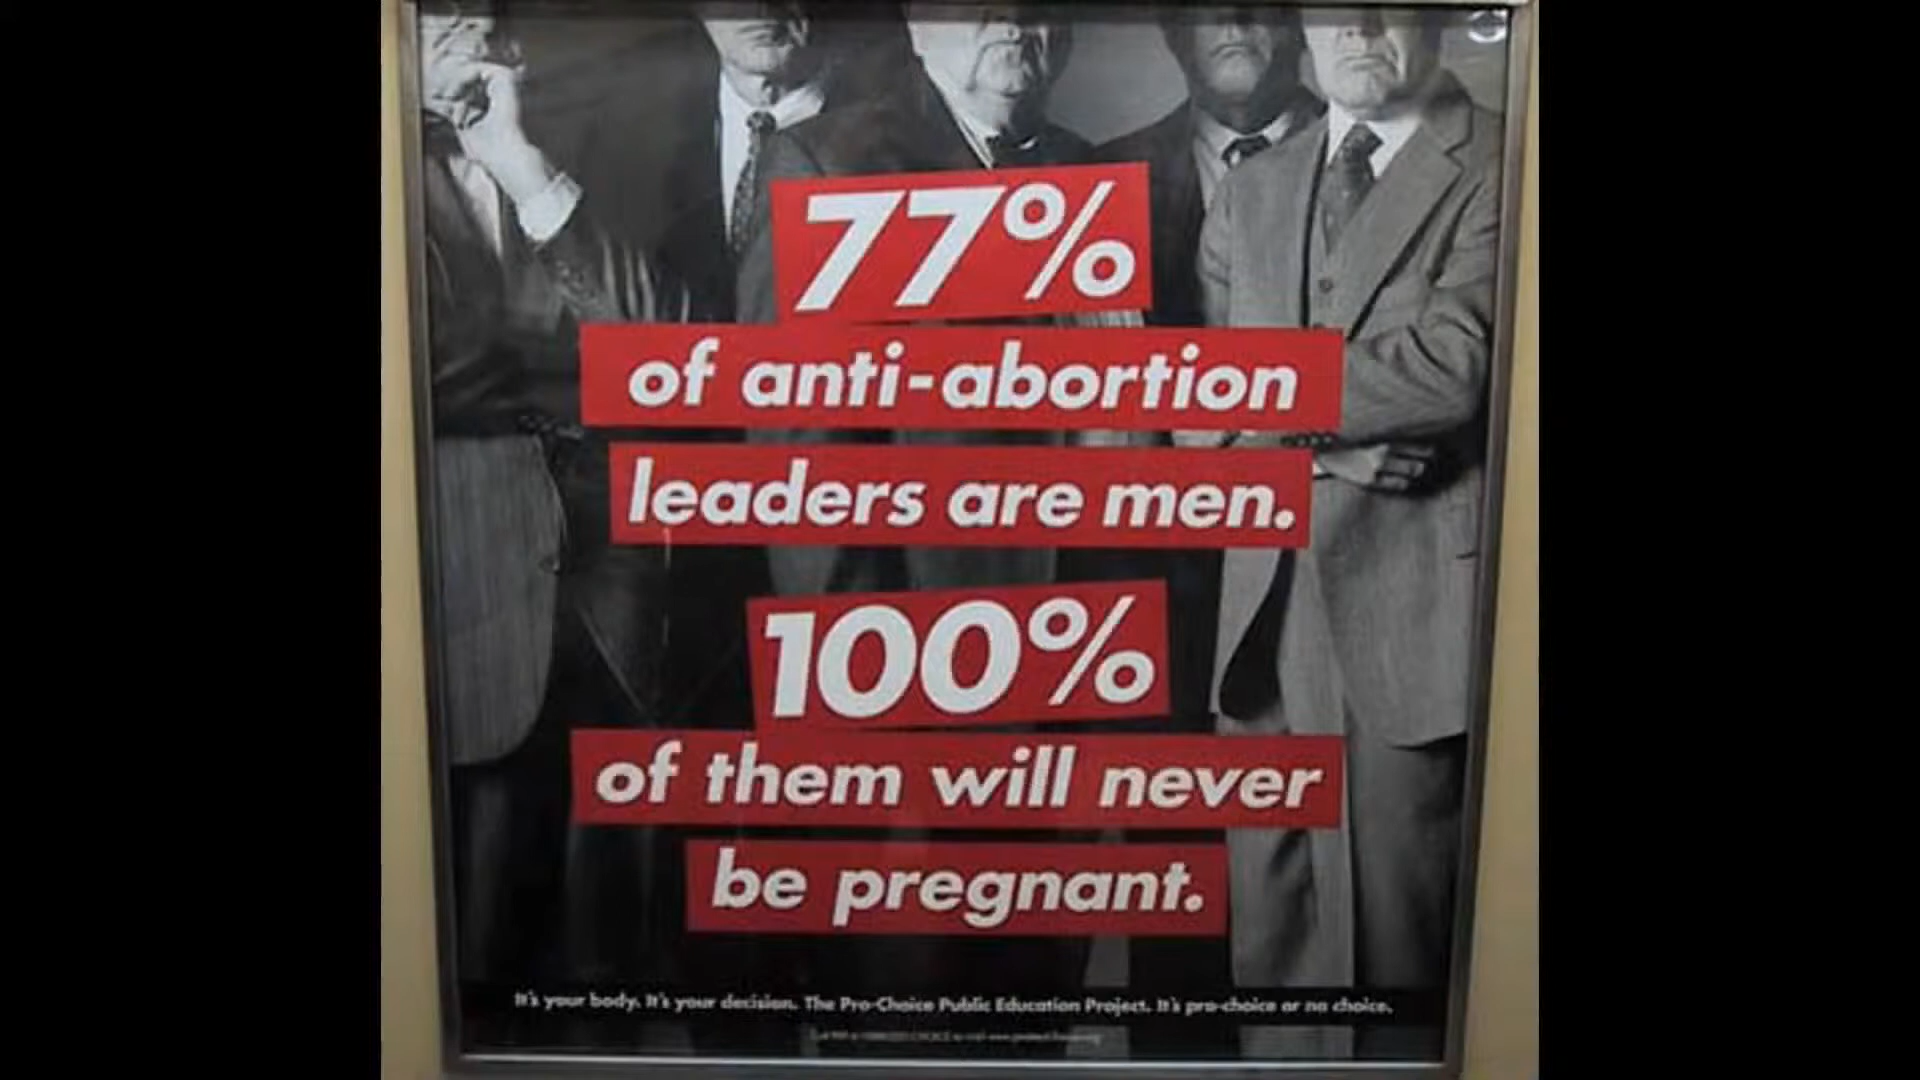 77%
of anti-abortion
leaders are men.
100%
of them will never
be pregnant.
It's your body. It's your decision. The Pro-Choice Public Education Project. It's pro-choice or no choice.